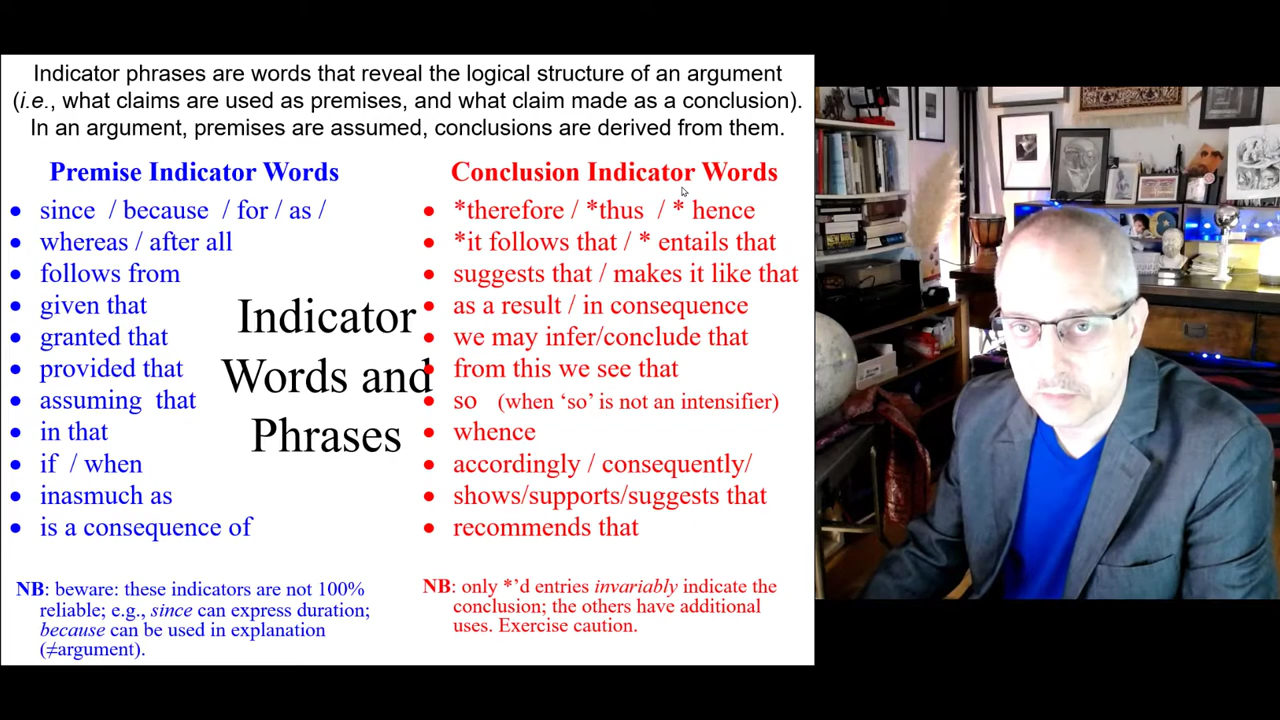 Indicator phrases are words that reveal the logical structure of an argument
(i.e., what claims are used as premises, and what claim made as a conclusion).
In an argument, premises are assumed, conclusions are derived from them.
Premise Indicator Words
• since / because / for / as /
• whereas / after all
• follows from
• given that
• granted that
• provided that
• assuming that
• in that
• if / when
• inasmuch as
• is a consequence of
NB: beware: these indicators are not 100%
reliable; e.g., since can express duration;
because can be used in explanation
(≠argument).
Indicator
Words and
Phrases
Conclusion Indicator Words
• *therefore / *thus / * hence
• *it follows that / * entails that
• suggests that / makes it like that
• as a result / in consequence
• we may infer/conclude that
• from this we see that
• so (when ‘so’ is not an intensifier)
• whence
• accordingly / consequently/
• shows/supports/suggests that
• recommends that
NB: only *’d entries invariably indicate the
conclusion; the others have additional
uses. Exercise caution.
NEW BIBLE